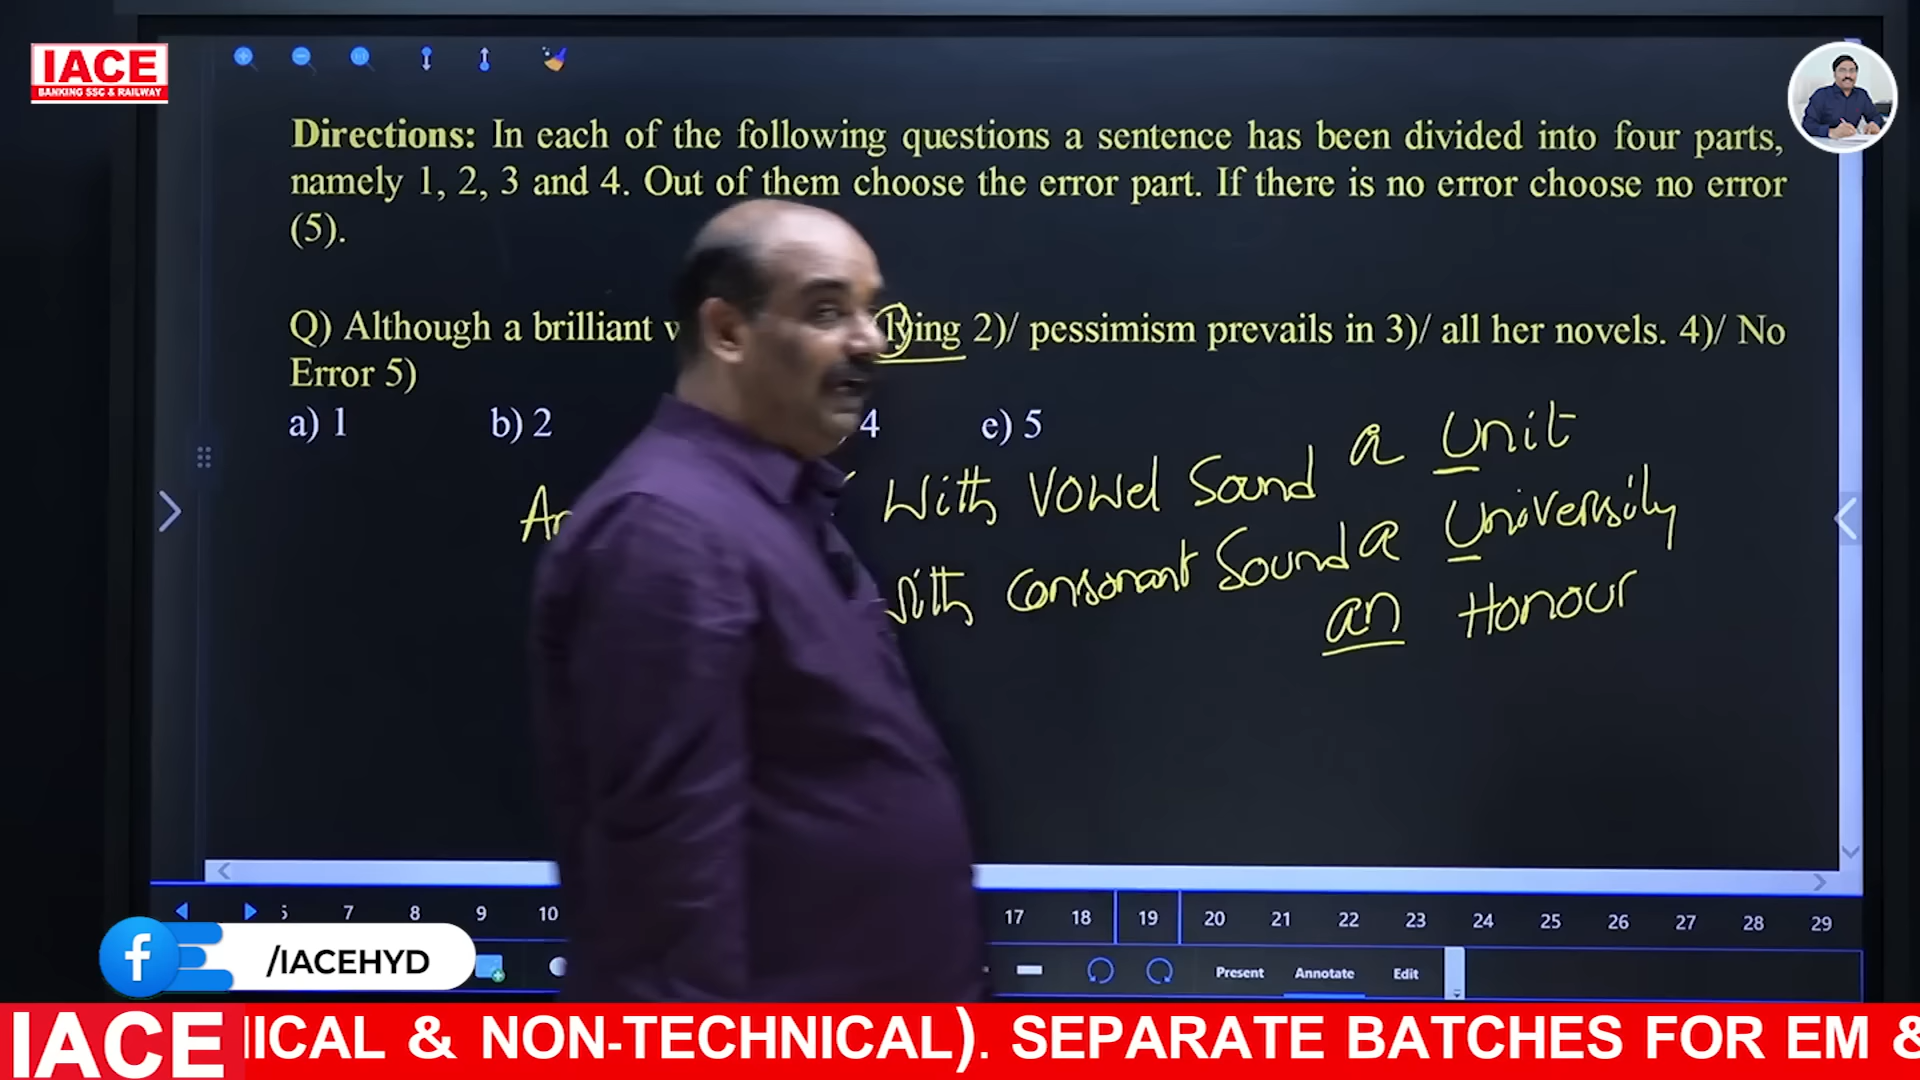 IACE
BANKING SSC & RAILWAY
Directions: In each of the following questions a sentence has been divided into four parts,
namely 1, 2, 3 and 4. Out of them choose the error part. If there is no error choose no error
(5).
Q) Although a brilliant lying 2)/ pessimism prevails in 3)/ all her novels. 4)/ No
Error 5)
a) 1 b) 2 4 e) 5
With Vowel Sound a Unit
with Consonant Sound a University
an Honour
7 8 9 10 17 18 19 20 21 22 23 24 25 26 27 28 29
Present Annotate Edit
/IACEHYD
IACE ICAL & NON-TECHNICAL). SEPARATE BATCHES FOR EM &